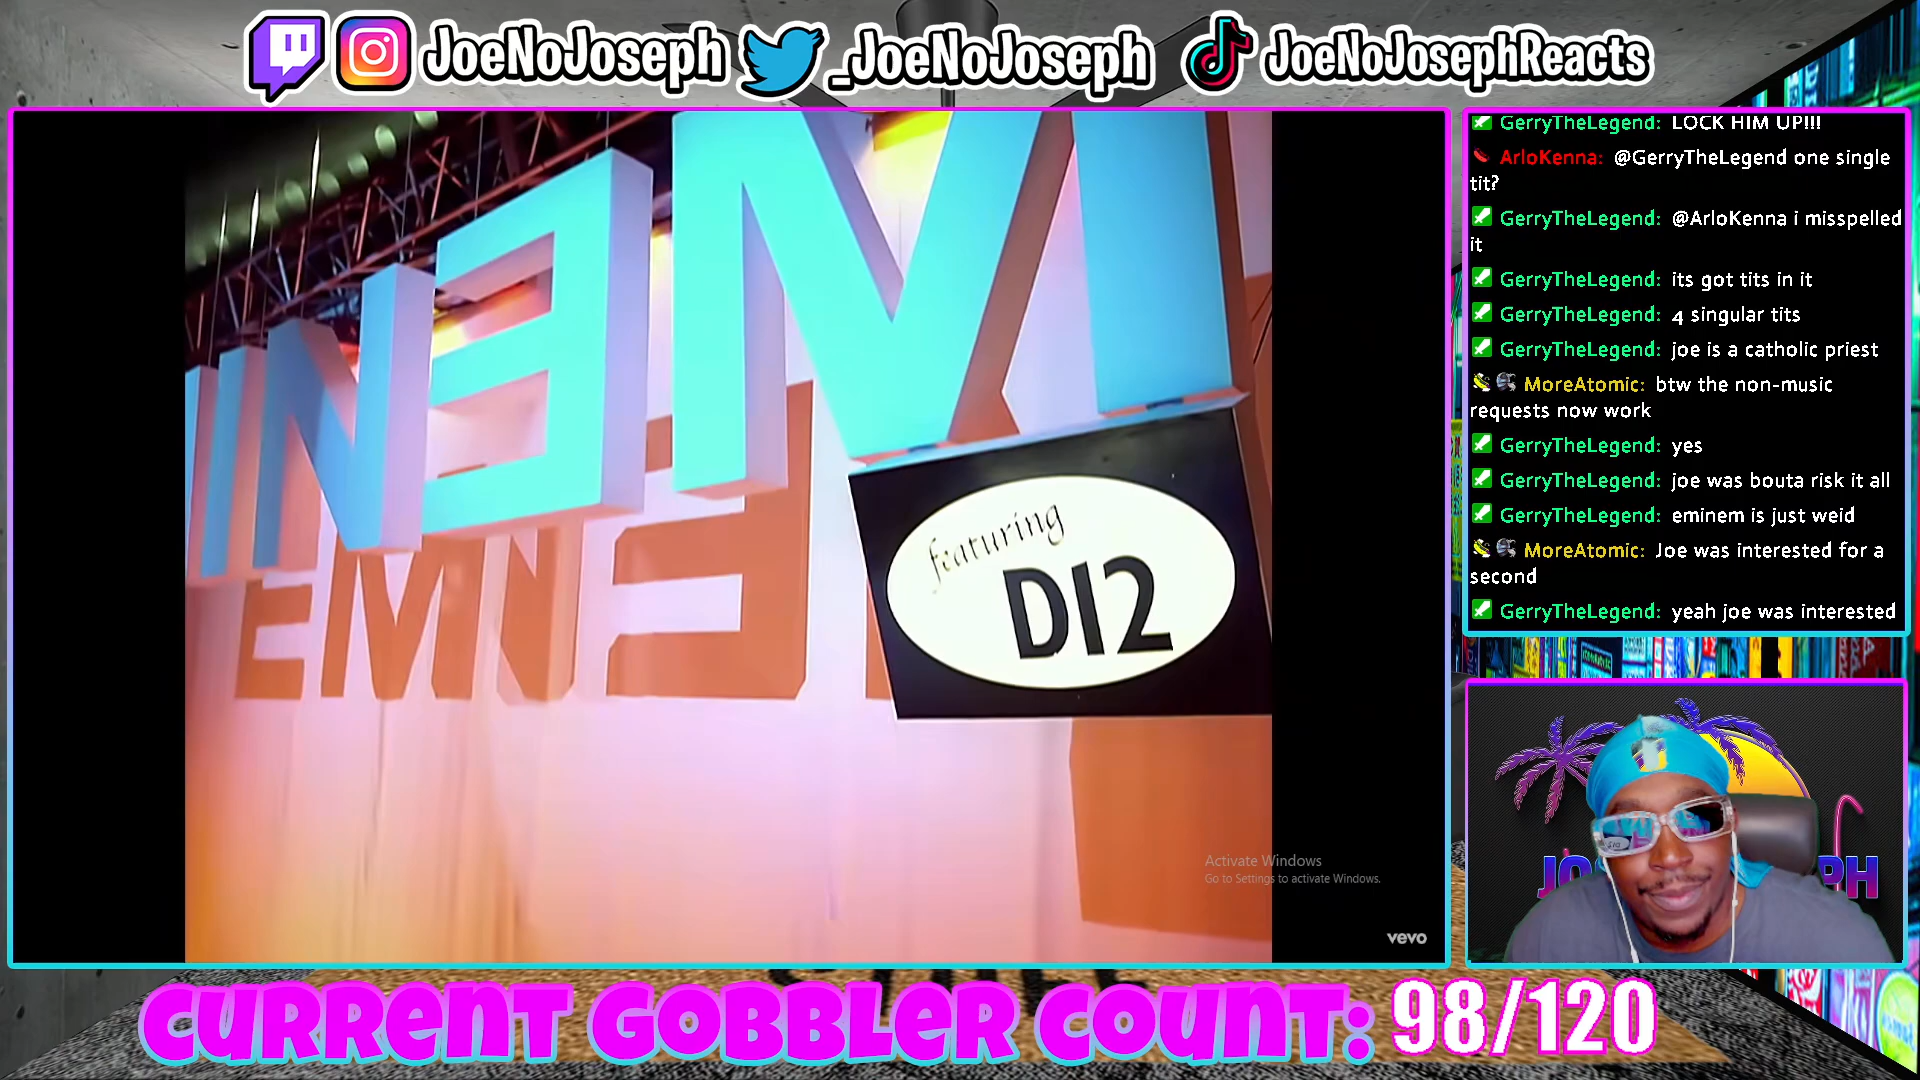 JoeNoJoseph
_JoeNoJoseph
JoeNoJosephReacts
GerryTheLegend: LOCK HIM UP!!!
ArloKenna: @GerryTheLegend one single
tit?
GerryTheLegend: @ArloKenna i misspelled
it
GerryTheLegend: its got tits in it
GerryTheLegend: 4 singular tits
GerryTheLegend: joe is a catholic priest
MoreAtomic: btw the non-music
requests now work
GerryTheLegend: yes
GerryTheLegend: joe was bouta risk it all
GerryTheLegend: eminem is just weid
MoreAtomic: Joe was interested for a
second
GerryTheLegend: yeah joe was interested
INƎM
EMINE
featuring
D12
Activate Windows
Go to Settings to activate Windows.
vevo
JO PH
CURRENT GOBBLER COUNT: 98/120